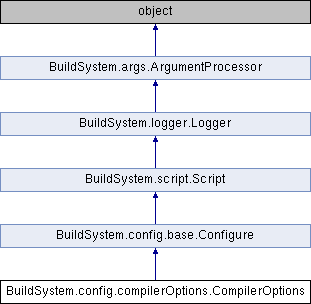 object
BuildSystem.args.ArgumentProcessor
BuildSystem.logger.Logger
BuildSystem.script.Script
BuildSystem.config.base.Configure
BuildSystem.config.compilerOptions.CompilerOptions